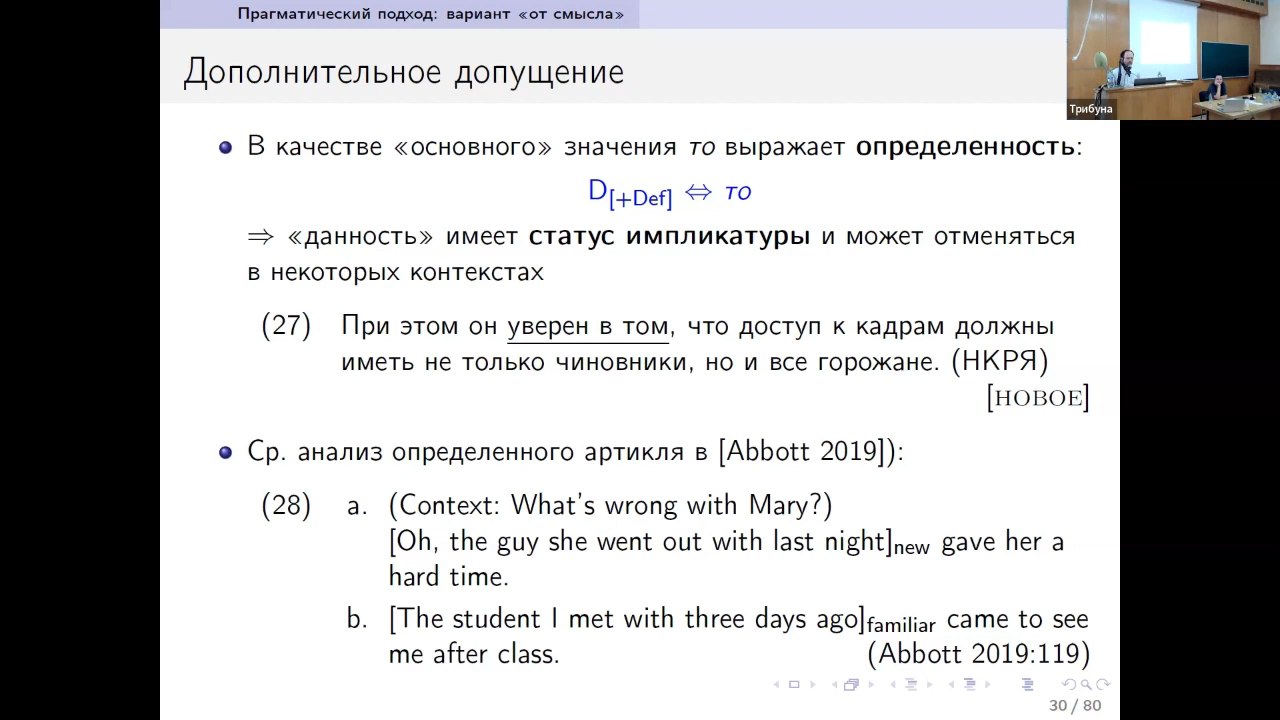 Прагматический подход: вариант «от смысла»
Трибуна
Дополнительное допущение
В качестве «основного» значения то выражает определенность:
D[+Def] ⇔ то
⇒ «данность» имеет статус импликатуры и может отменяться
в некоторых контекстах
(27) При этом он уверен в том, что доступ к кадрам должны
иметь не только чиновники, но и все горожане. (НКРЯ)
[НОВОЕ]
Ср. анализ определенного артикля в [Abbott 2019]):
(28) a. (Context: What's wrong with Mary?)
[Oh, the guy she went out with last night]new gave her a
hard time.
b. [The student I met with three days ago]familiar came to see
me after class. (Abbott 2019:119)
30 / 80